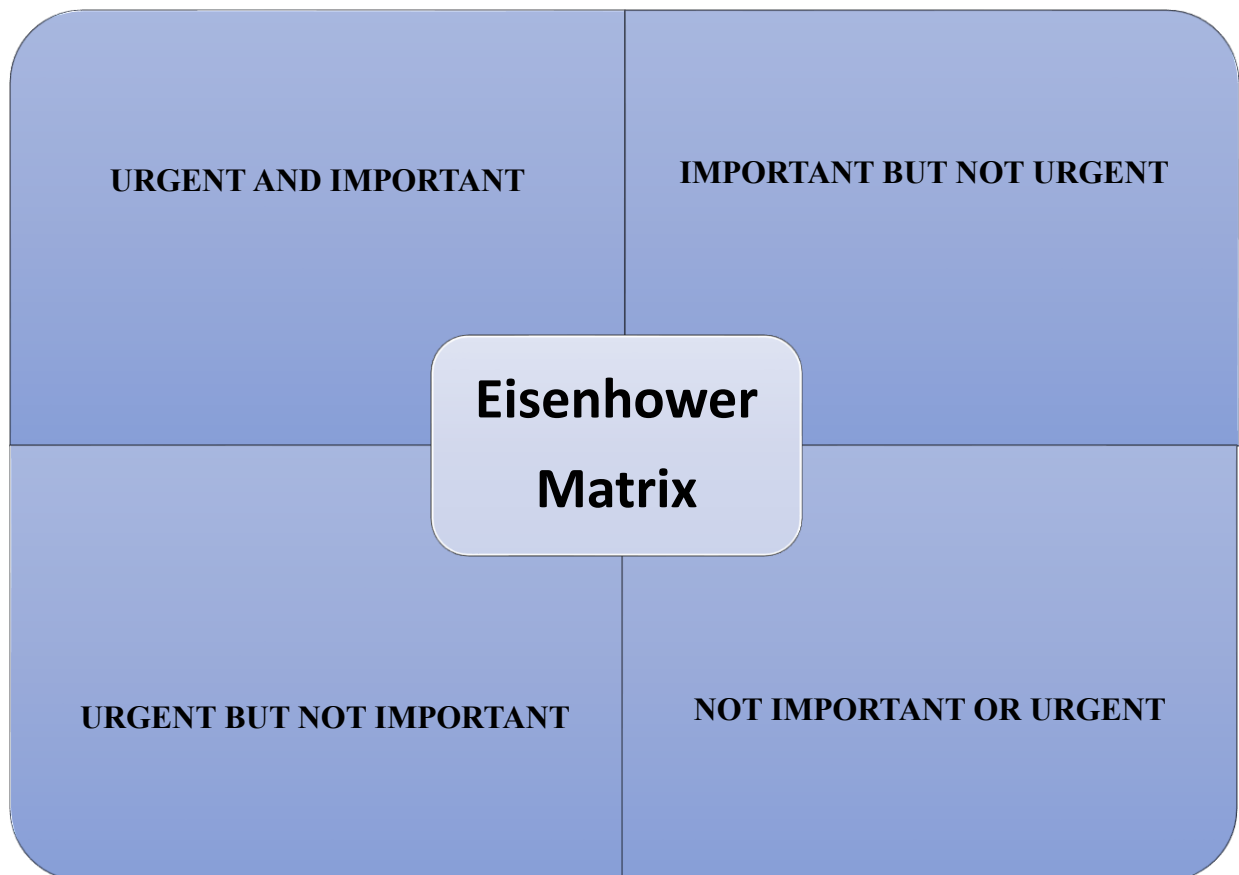 URGENT AND IMPORTANT
IMPORTANT BUT NOT URGENT
Eisenhower
Matrix
URGENT BUT NOT IMPORTANT
NOT IMPORTANT OR URGENT